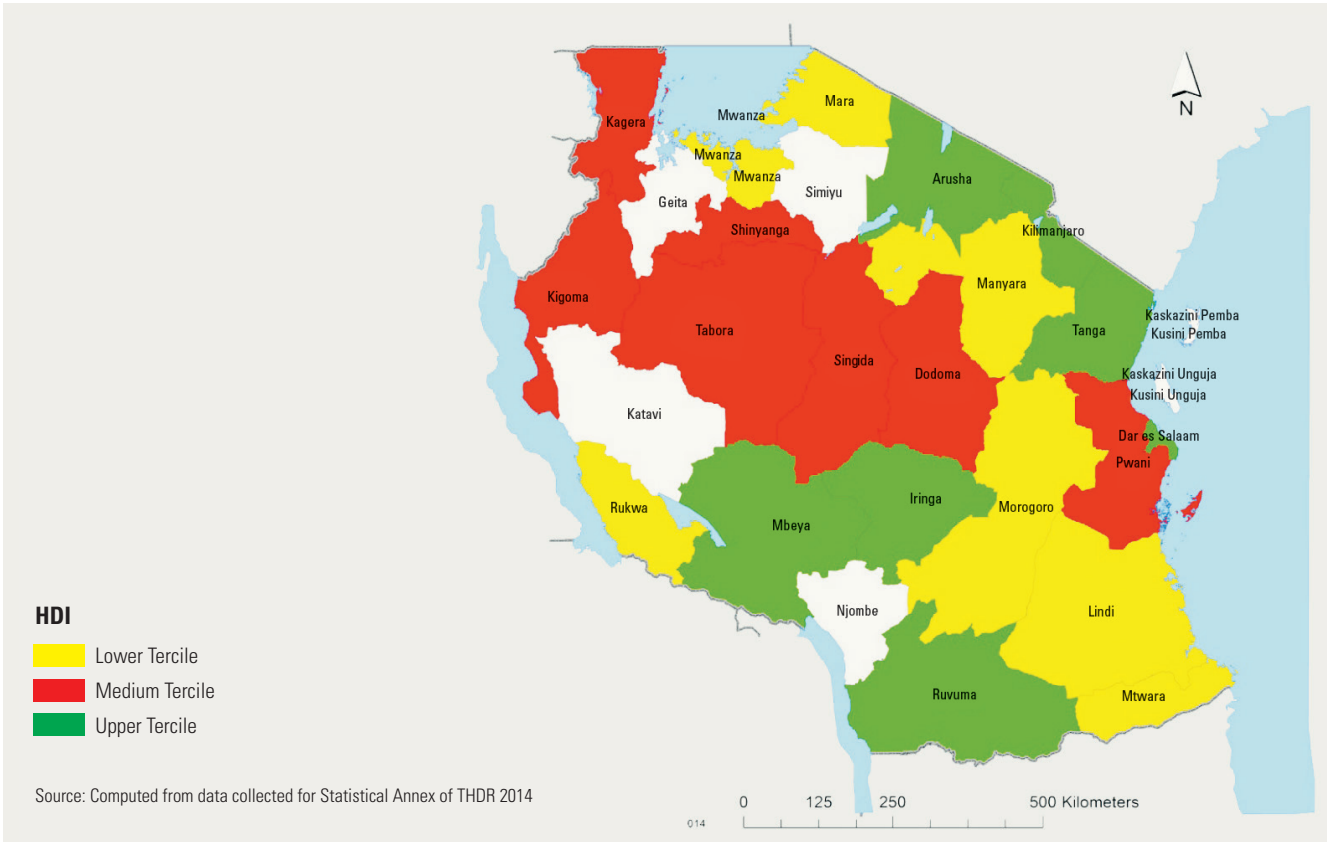 Mara
N
Mwanza
Kagera
Mwanza
Mwanza
Arusha
Simiyu
Geita
Shinyanga
Kilimanjaro
Manyara
Kigoma
Kaskazini Pemba
Tabora
Tanga
Kusini Pemba
Singida
Dodoma
Kaskazini Unguja
Kusini Unguja
Katavi
Dar es Salaam
Pwani
Iringa
Rukwa
Morogoro
Mbeya
Njombe
Lindi
Ruvuma
Mtwara
HDI
Lower Tercile
Medium Tercile
Upper Tercile
Source: Computed from data collected for Statistical Annex of THDR 2014
0 125 250 500 Kilometers
014